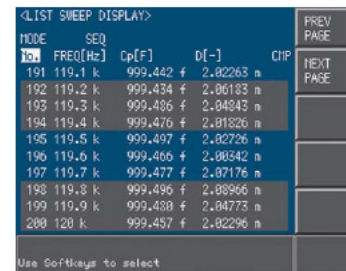 <LIST SWEEP DISPLAY>
MODE SEQ
No. FREQ[Hz] Cp[F] D[-] CMP
191 119.1 k 999.442 f 2.02263 m
192 119.2 k 999.434 f 2.06183 m
193 119.3 k 999.486 f 2.04843 m
194 119.4 k 999.476 f 2.01826 m
195 119.5 k 999.497 f 2.02726 m
196 119.6 k 999.466 f 2.00342 m
197 119.7 k 999.477 f 2.07176 m
198 119.8 k 999.496 f 2.08966 m
199 119.9 k 999.480 f 2.04773 m
200 120 k 999.457 f 2.02296 m
Use Softkeys to select
PREV
PAGE
NEXT
PAGE